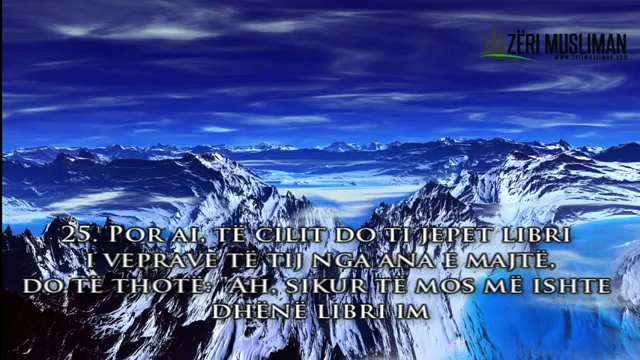 ZËRI MUSLIMAN
www.zerimusliman.com
25. Por ai, të cilit do ti jepet libri
i veprave të tij nga ana e majtë,
do të thotë: "Ah, sikur të mos më ishte
dhënë libri im